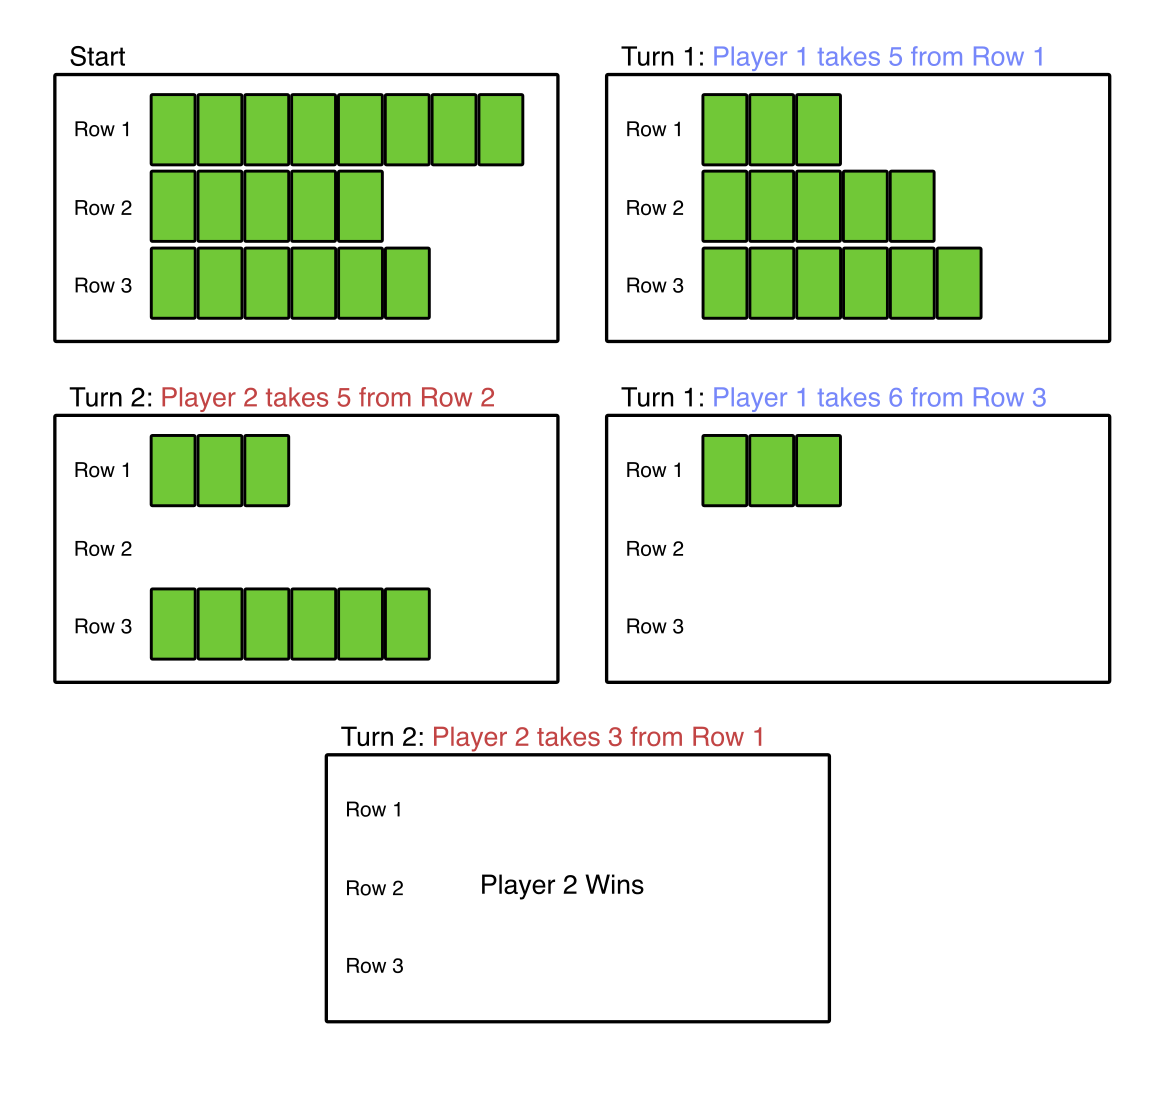 Start
Row 1
Row 2
Row 3
Turn 1: Player 1 takes 5 from Row 1
Row 1
Row 2
Row 3
Turn 2: Player 2 takes 5 from Row 2
Row 1
Row 2
Row 3
Turn 1: Player 1 takes 6 from Row 3
Row 1
Row 2
Row 3
Turn 2: Player 2 takes 3 from Row 1
Row 1
Row 2
Player 2 Wins
Row 3